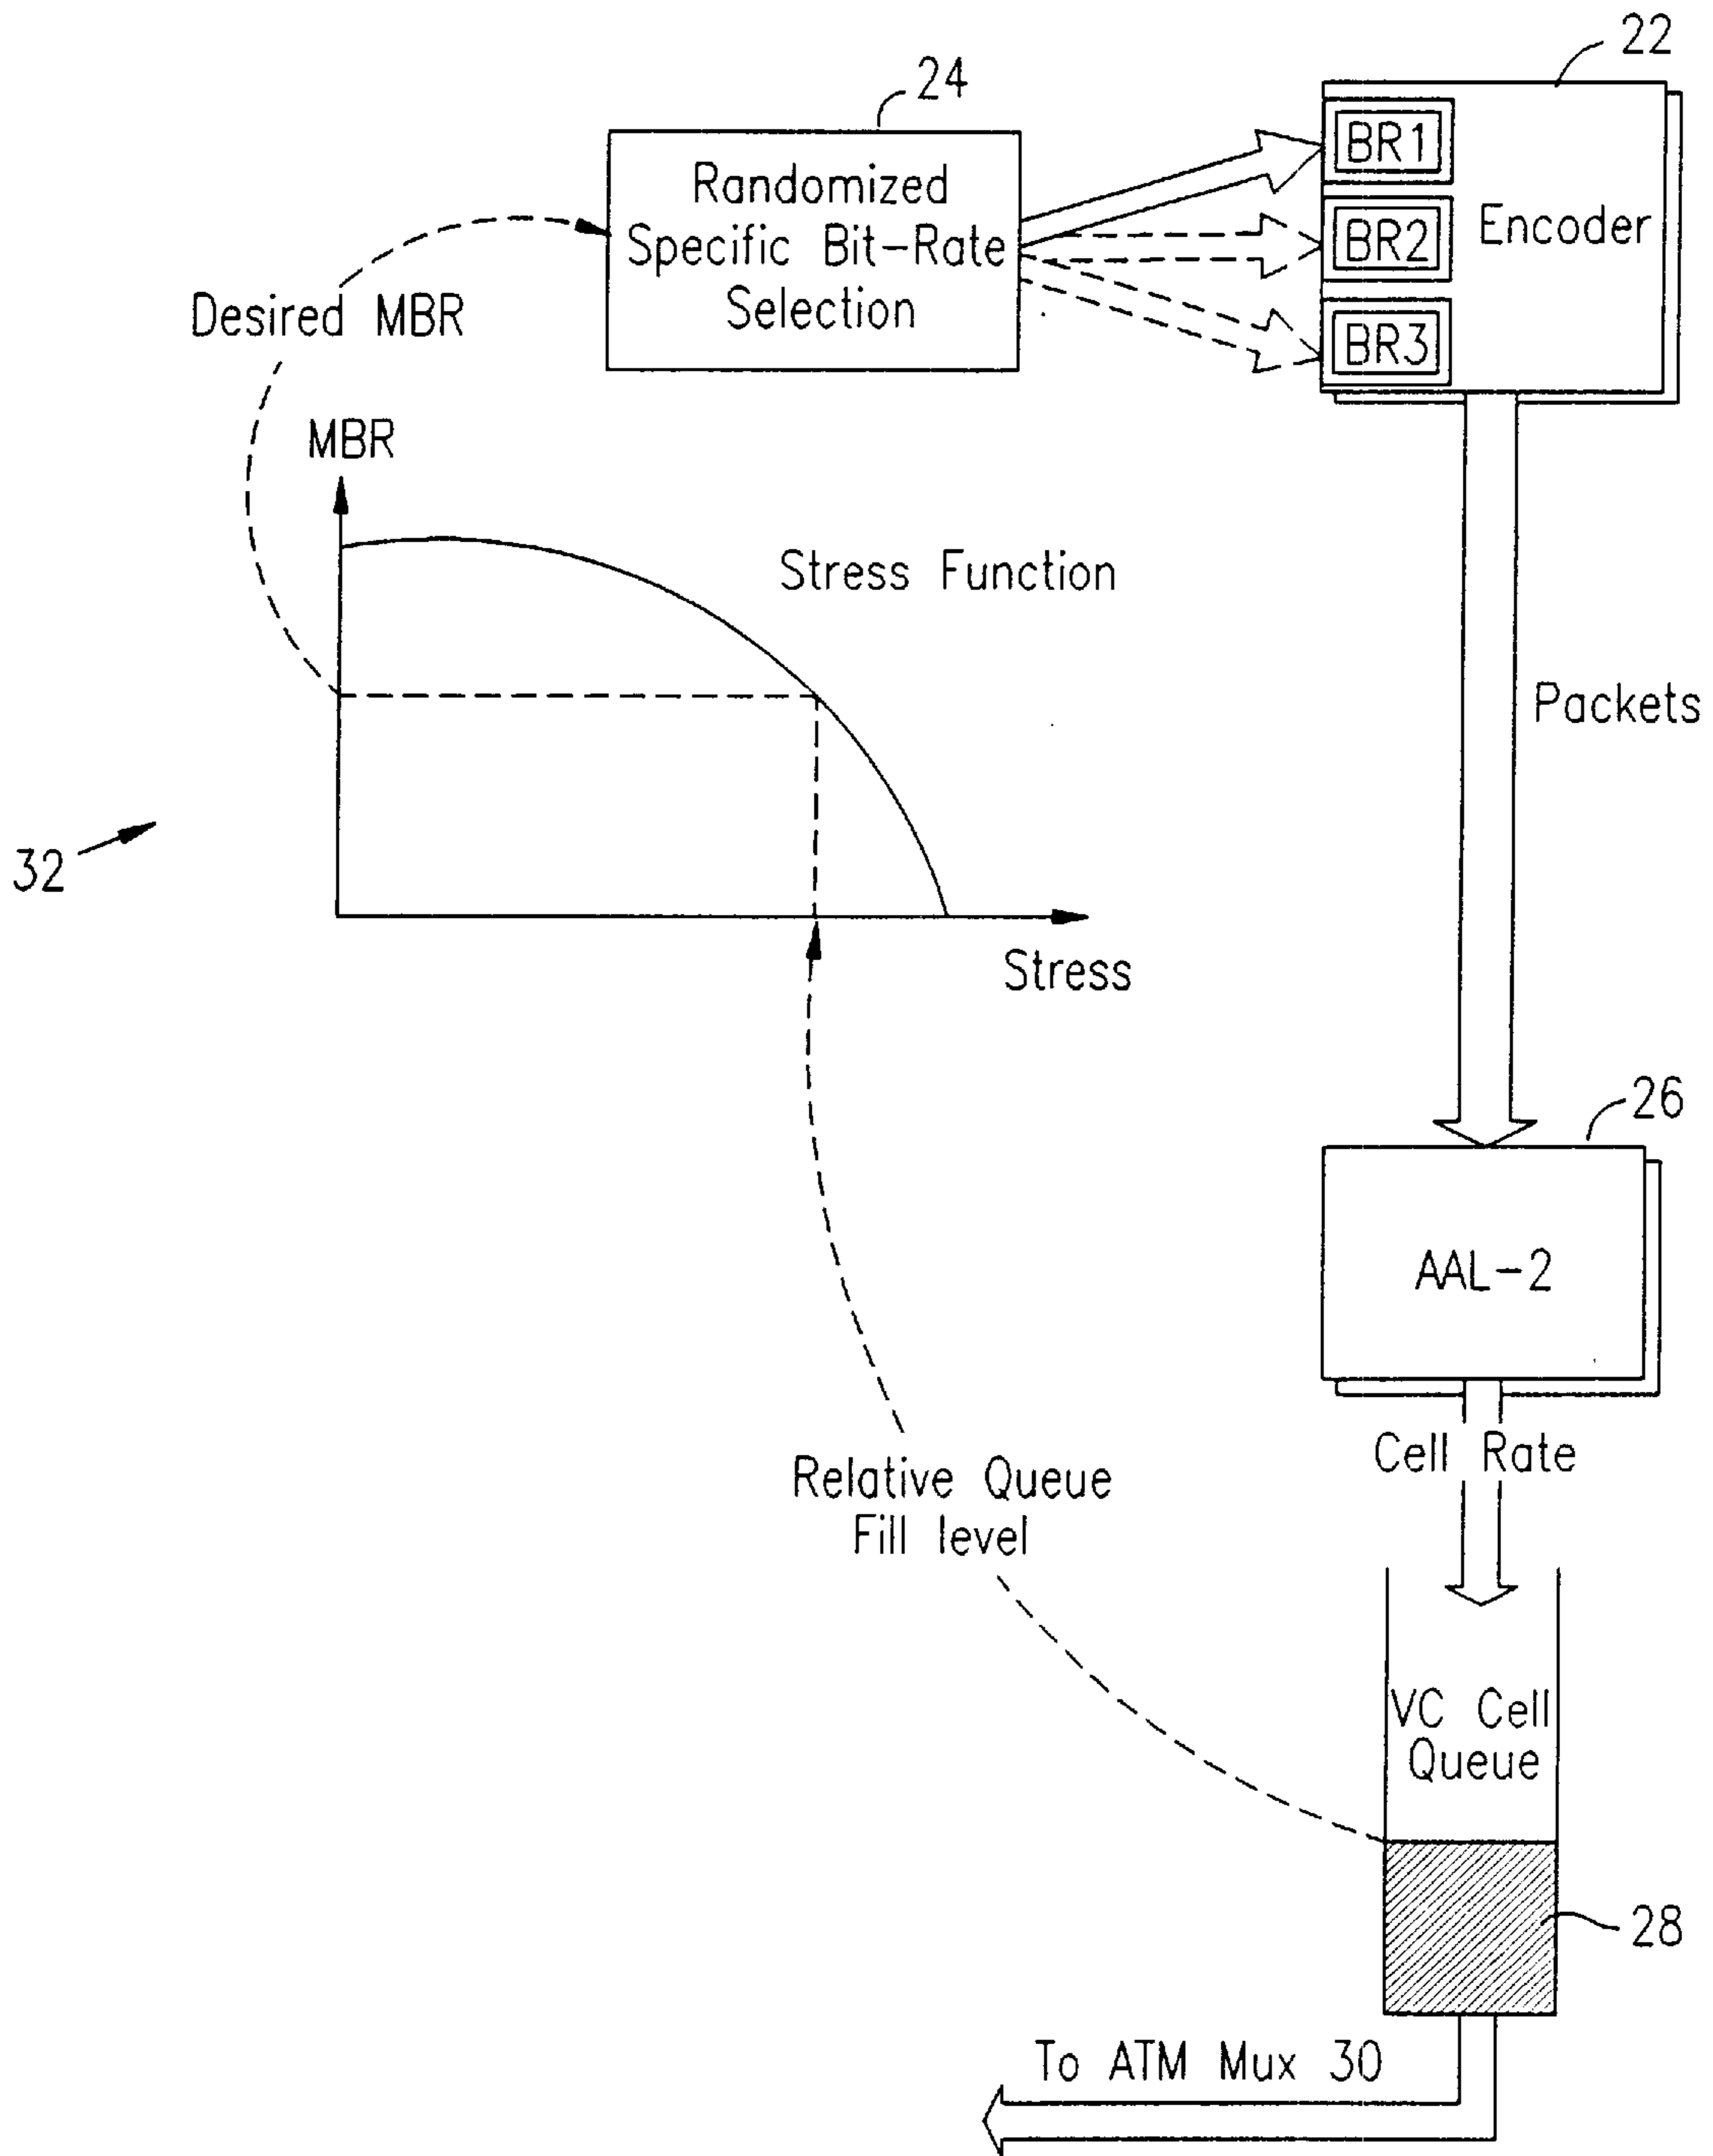 22
24
Randomized
Specific Bit-Rate
Selection
BR1
BR2
BR3
Encoder
Desired MBR
MBR
Stress Function
Packets
32
Stress
26
AAL-2
Cell Rate
Relative Queue
Fill level
VC Cell
Queue
28
To ATM Mux 30